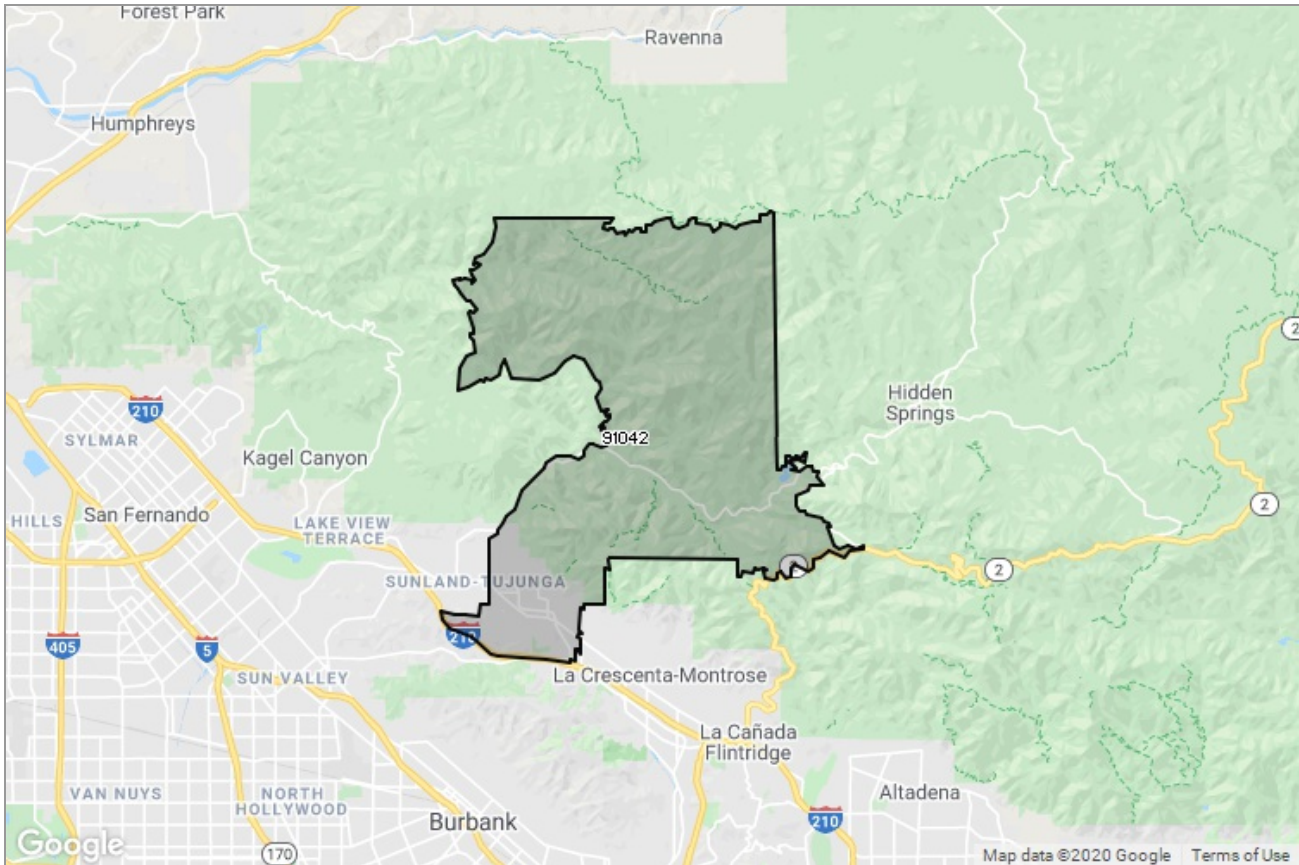 Forest Park
Ravenna
Humphreys
Hidden
Springs
2
210
SYLMAR
91042
Kagel Canyon
HILLS
San Fernando
2
LAKE VIEW
TERRACE
2
SUNLAND-TUJUNGA
210
405
5
SUN VALLEY
La Crescenta-Montrose
La Cañada
Flintridge
VAN NUYS
NORTH
HOLLYWOOD
Altadena
Burbank
210
Google
170
Map data ©2020 Google
Terms of Use